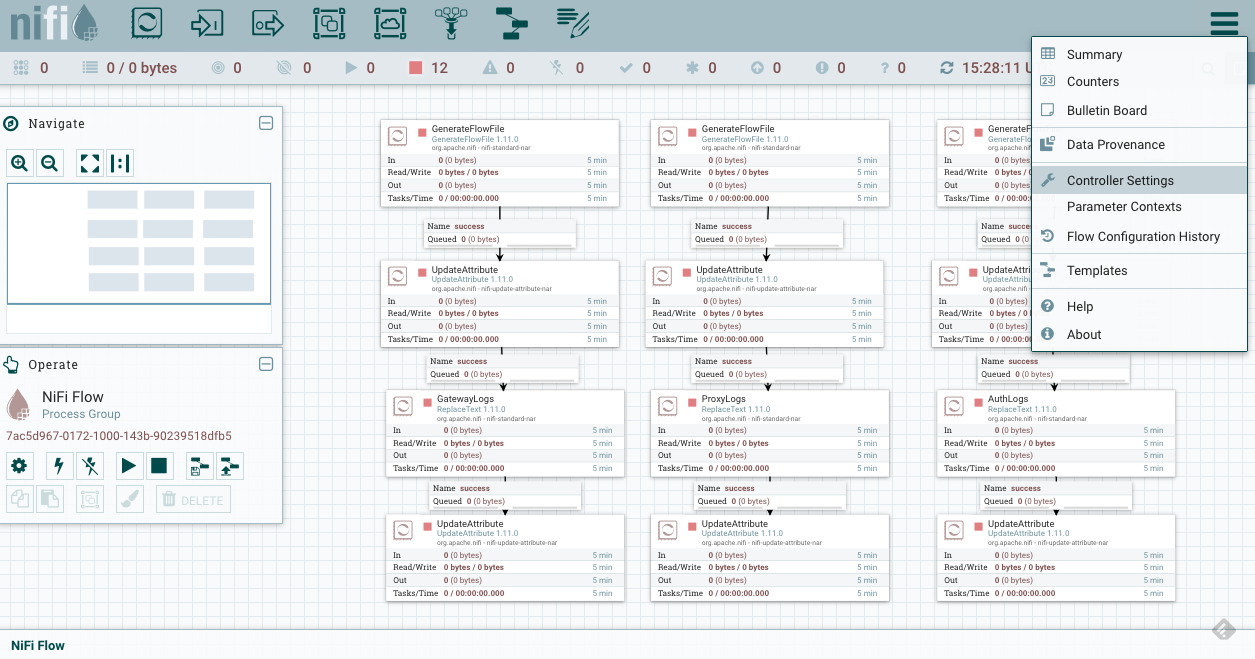 nifi
0
0 / 0 bytes
0
0
0
12
0
0
0
0
0
0
0
15:28:11 U
Summary
Counters
Bulletin Board
Data Provenance
Controller Settings
Parameter Contexts
Flow Configuration History
Templates
Help
About
Navigate
Operate
NiFi Flow
Process Group
7ac5d967-0172-1000-143b-90239518dfb5
DELETE
GenerateFlowFile
GenerateFlowFile 1.11.0
org.apache.nifi - nifi-standard-nar
In 0 (0 bytes) 5 min
Read/Write 0 bytes / 0 bytes 5 min
Out 0 (0 bytes) 5 min
Tasks/Time 0 / 00:00:00.000 5 min
Name success
Queued 0 (0 bytes)
UpdateAttribute
UpdateAttribute 1.11.0
org.apache.nifi - nifi-update-attribute-nar
In 0 (0 bytes) 5 min
Read/Write 0 bytes / 0 bytes 5 min
Out 0 (0 bytes) 5 min
Tasks/Time 0 / 00:00:00.000 5 min
Name success
Queued 0 (0 bytes)
GatewayLogs
ReplaceText 1.11.0
org.apache.nifi - nifi-standard-nar
In 0 (0 bytes) 5 min
Read/Write 0 bytes / 0 bytes 5 min
Out 0 (0 bytes) 5 min
Tasks/Time 0 / 00:00:00.000 5 min
Name success
Queued 0 (0 bytes)
UpdateAttribute
UpdateAttribute 1.11.0
org.apache.nifi - nifi-update-attribute-nar
In 0 (0 bytes) 5 min
Read/Write 0 bytes / 0 bytes 5 min
Out 0 (0 bytes) 5 min
Tasks/Time 0 / 00:00:00.000 5 min
GenerateFlowFile
GenerateFlowFile 1.11.0
org.apache.nifi - nifi-standard-nar
In 0 (0 bytes) 5 min
Read/Write 0 bytes / 0 bytes 5 min
Out 0 (0 bytes) 5 min
Tasks/Time 0 / 00:00:00.000 5 min
Name success
Queued 0 (0 bytes)
UpdateAttribute
UpdateAttribute 1.11.0
org.apache.nifi - nifi-update-attribute-nar
In 0 (0 bytes) 5 min
Read/Write 0 bytes / 0 bytes 5 min
Out 0 (0 bytes) 5 min
Tasks/Time 0 / 00:00:00.000 5 min
Name success
Queued 0 (0 bytes)
ProxyLogs
ReplaceText 1.11.0
org.apache.nifi - nifi-standard-nar
In 0 (0 bytes) 5 min
Read/Write 0 bytes / 0 bytes 5 min
Out 0 (0 bytes) 5 min
Tasks/Time 0 / 00:00:00.000 5 min
Name success
Queued 0 (0 bytes)
UpdateAttribute
UpdateAttribute 1.11.0
org.apache.nifi - nifi-update-attribute-nar
In 0 (0 bytes) 5 min
Read/Write 0 bytes / 0 bytes 5 min
Out 0 (0 bytes) 5 min
Tasks/Time 0 / 00:00:00.000 5 min
GenerateF
GenerateFlo
org.apache.nifi
In 0 (0
Read/Write 0 by
Out 0 (0
Tasks/Time 0 / 0
Name succe
Queued 0 (0
UpdateAttri
UpdateAttrib
org.apache.nifi
In 0 (0
Read/Write 0 byt
Out 0 (0
Tasks/Time 0 / 0
Name success
Queued 0 (0 bytes)
AuthLogs
ReplaceText 1.11.0
org.apache.nifi - nifi-standard-nar
In 0 (0 bytes) 5 min
Read/Write 0 bytes / 0 bytes 5 min
Out 0 (0 bytes) 5 min
Tasks/Time 0 / 00:00:00.000 5 min
Name success
Queued 0 (0 bytes)
UpdateAttribute
UpdateAttribute 1.11.0
org.apache.nifi - nifi-update-attribute-nar
In 0 (0 bytes) 5 min
Read/Write 0 bytes / 0 bytes 5 min
Out 0 (0 bytes) 5 min
Tasks/Time 0 / 00:00:00.000 5 min
NiFi Flow